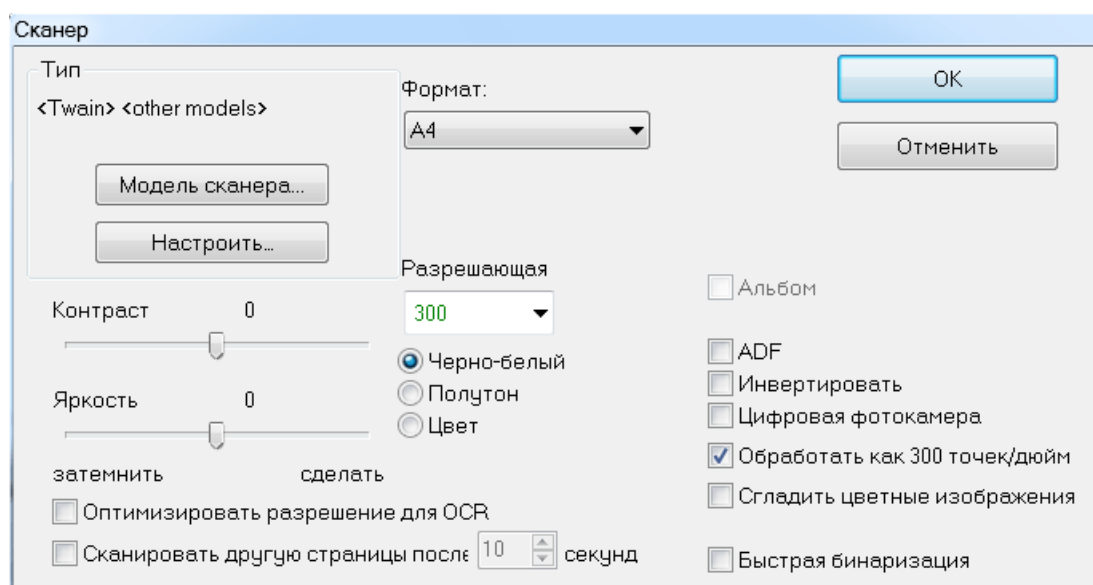 Сканер
Тип
<Twain> <other models>
Модель сканера...
Настроить...
Формат:
A4
OK
Отменить
Контраст 0
Яркость 0
затемнить сделать
Разрешающая
300
Черно-белый
Полутон
Цвет
Альбом
ADF
Инвертировать
Цифровая фотокамера
Обработать как 300 точек/дюйм
Сгладить цветные изображения
Быстрая бинаризация
Оптимизировать разрешение для OCR
Сканировать другую страницы после 10 секунд